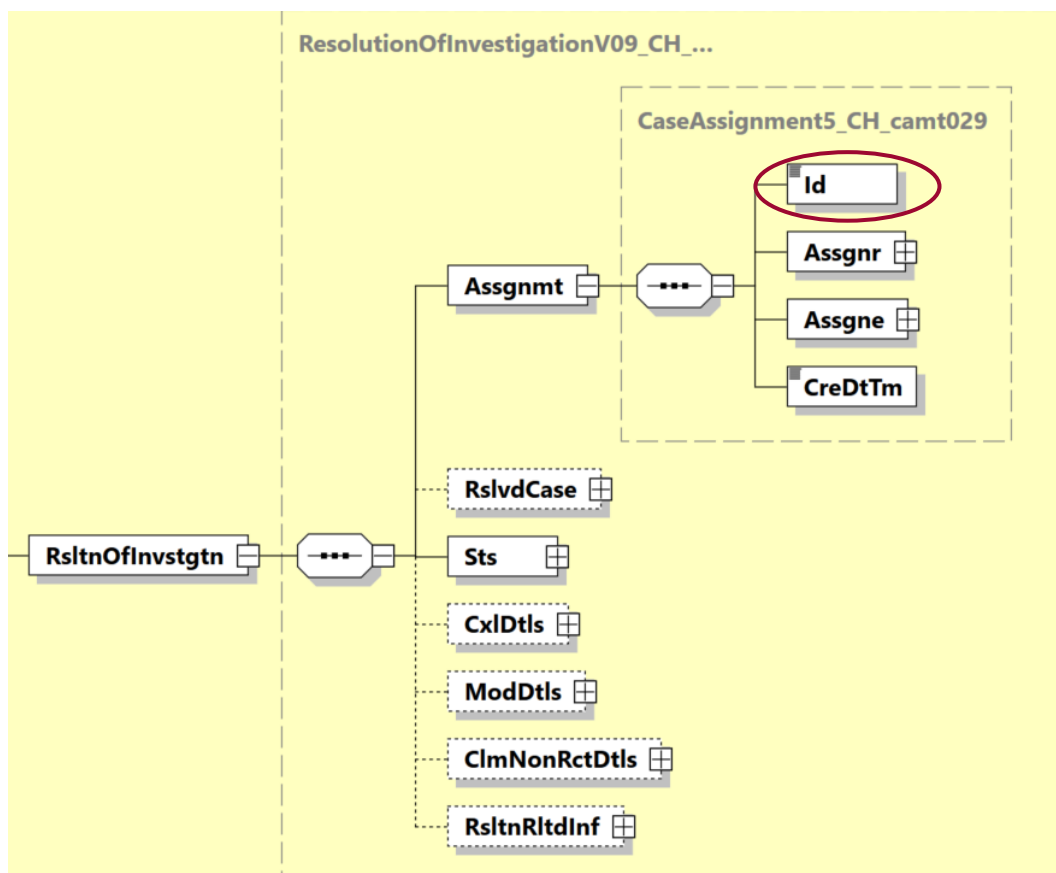 ResolutionOfInvestigationV09_CH_...
CaseAssignment5_CH_camt029
Id
Assgnr
Assgnmt
Assgne
CreDtTm
RslvdCase
RsltnOfInvstgtn
Sts
CxlDtls
ModDtls
ClmNonRctDtls
RsltnRltdInf